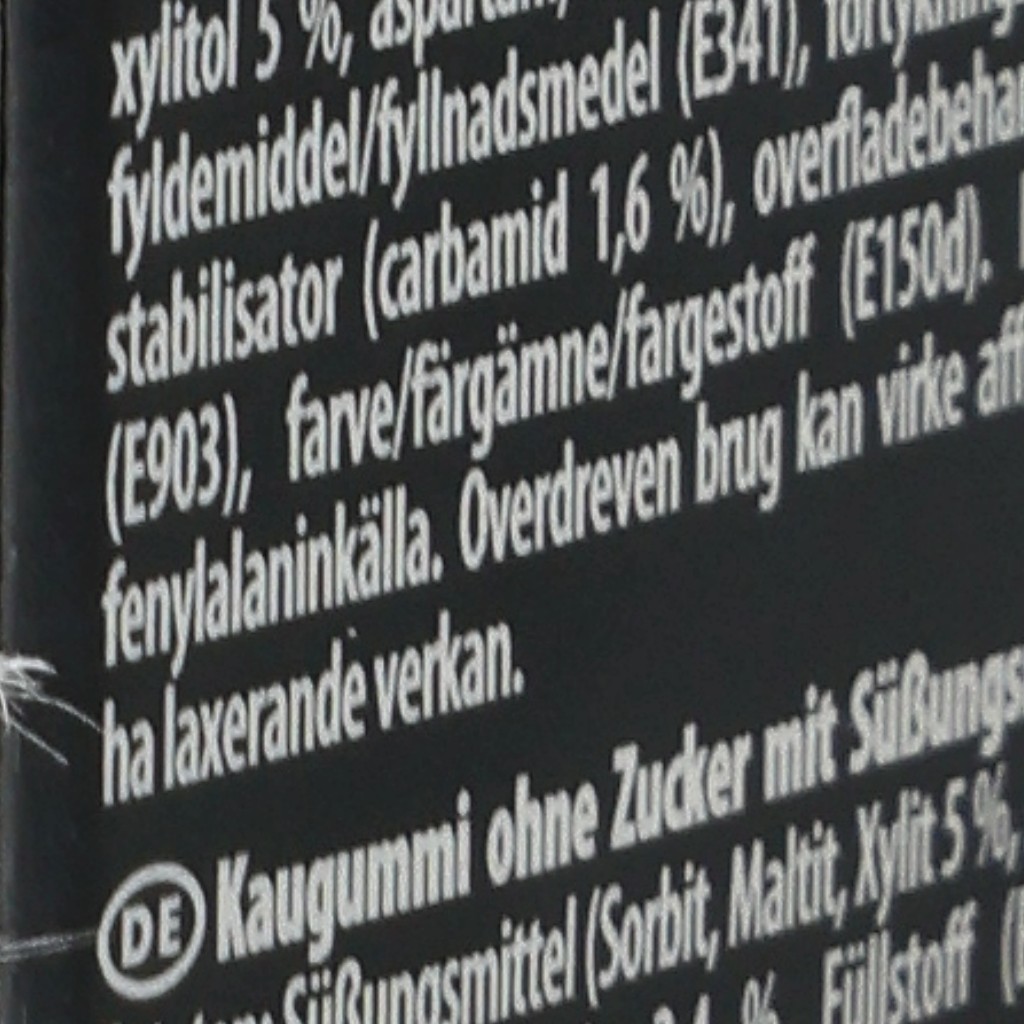 xylitol 5 %,
fyldemiddel/fyllnadsmedel (E341),
stabilisator (carbamid 1,6 %),
(E903), farve/färgämne/fargestoff (E150d).
fenylalaninkälla. Overdreven brug kan virke
ha laxerande verkan.
DE Kaugummi ohne Zucker mit
Süßungsmittel (Sorbit, Maltit, Xylit 5 %,
% Füllstoff